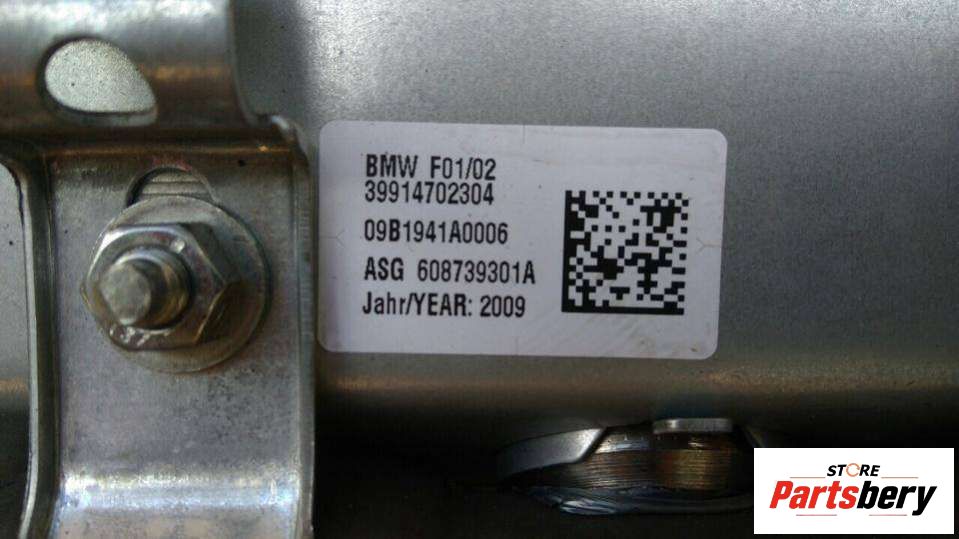 BMW F01/02
39914702304
09B1941A0006
ASG 608739301A
Jahr/YEAR: 2009
STORE
Partsbery